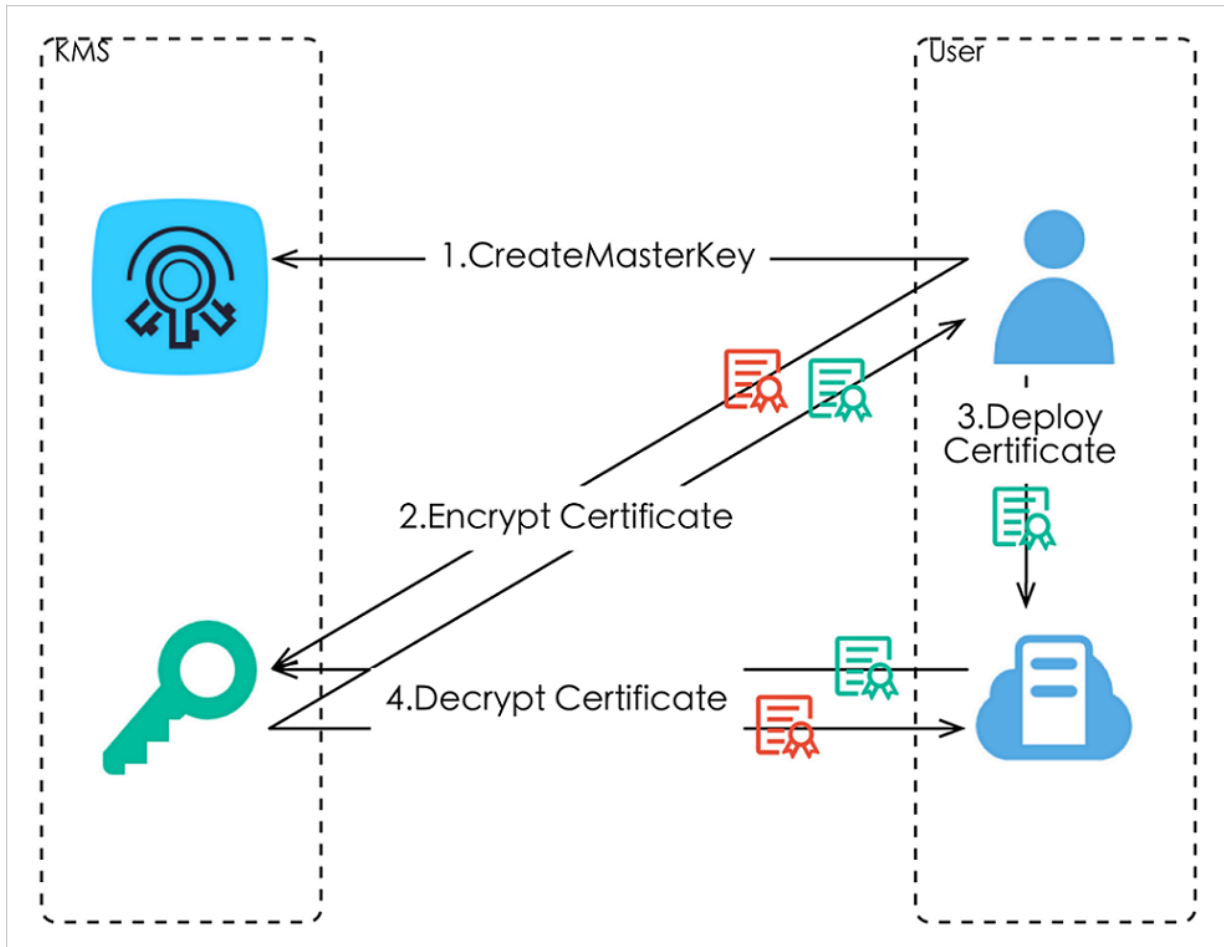 KMS
User
1.CreateMasterKey
3.Deploy
Certificate
2.Encrypt Certificate
4.Decrypt Certificate